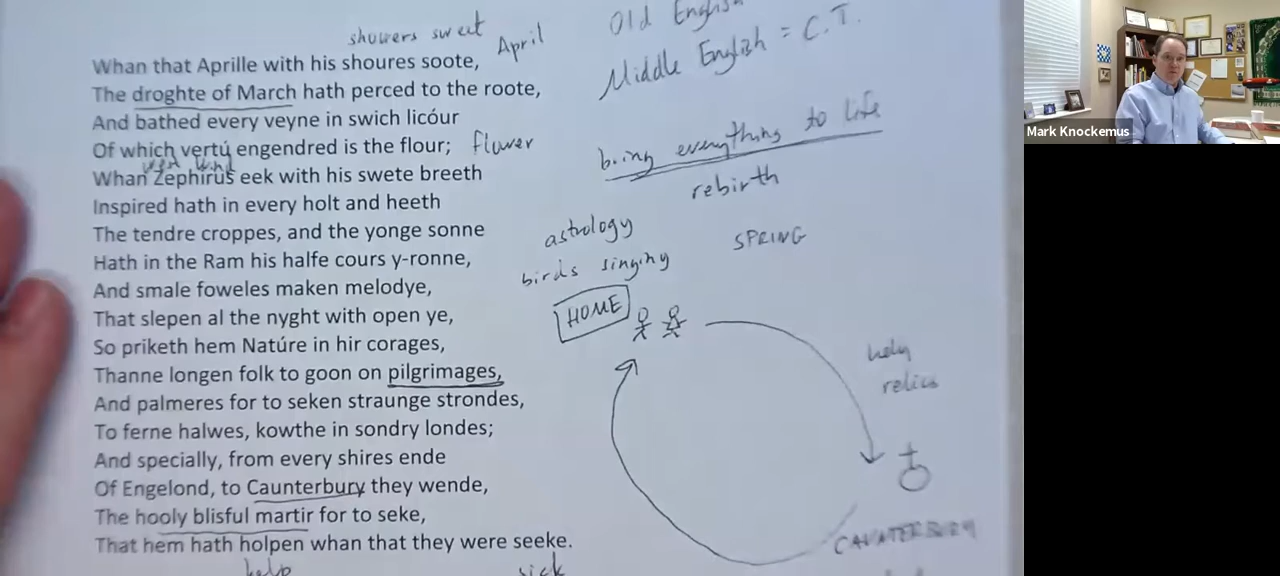 showers sweet
April
Old English
Middle English = C.T.
Whan that Aprille with his shoures soote,
The droghte of March hath perced to the roote,
And bathed every veyne in swich licóur
Of which vertú engendred is the flour;
flower
bring everything to life
rebirth
Whan Zephirus eek with his swete breeth
Inspired hath in every holt and heeth
The tendre croppes, and the yonge sonne
Hath in the Ram his halfe cours y-ronne,
And smale foweles maken melodye,
That slepen al the nyght with open ye,
So priketh hem Natúre in hir corages,
Thanne longen folk to goon on pilgrimages,
And palmeres for to seken straunge strondes,
To ferne halwes, kowthe in sondry londes;
And specially, from every shires ende
Of Engelond, to Caunterbury they wende,
The hooly blisful martir for to seke,
That hem hath holpen whan that they were seeke.
help
sick
astrology
SPRING
birds singing
HOME
holy
relics
CAUNTERBURY
Mark Knockemus